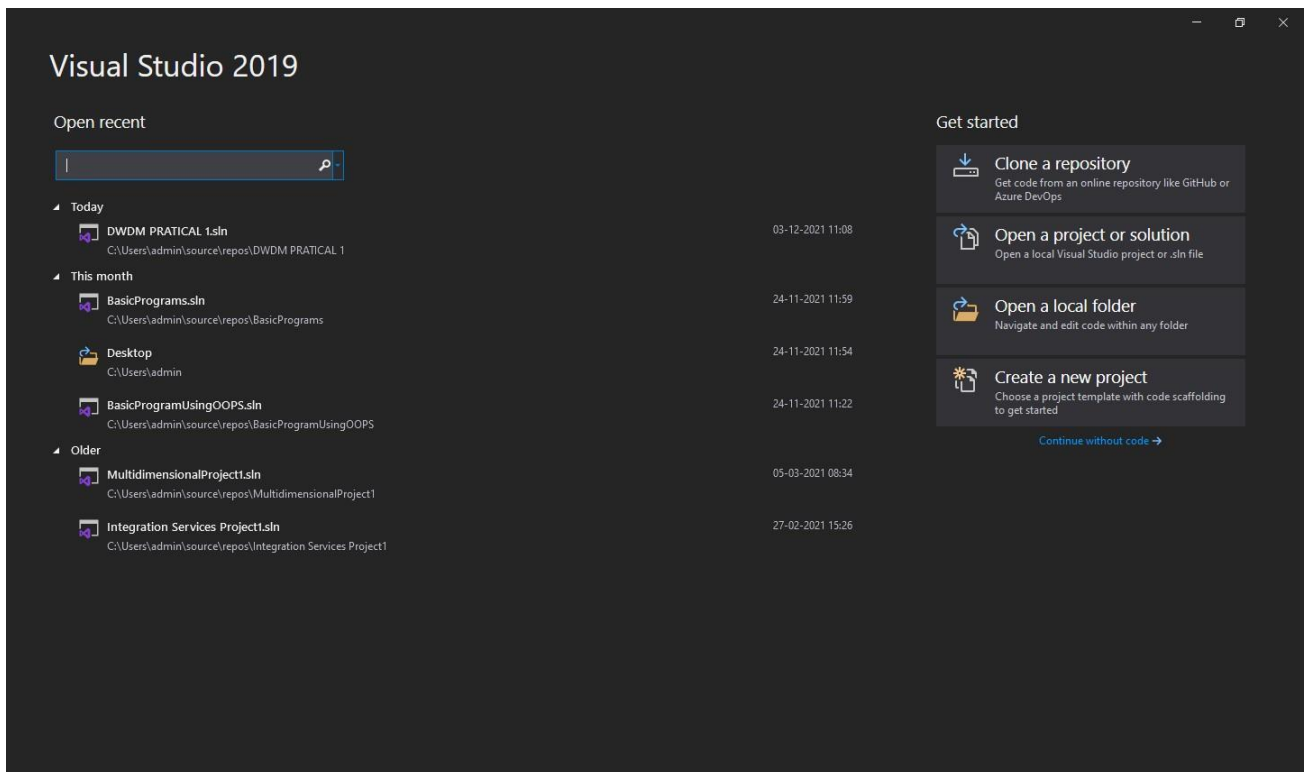 Visual Studio 2019
Open recent
Today
DWDM PRATICAL 1.sln
03-12-2021 11:08
C:\Users\admin\source\repos\DWDM PRATICAL 1
This month
BasicPrograms.sln
24-11-2021 11:59
C:\Users\admin\source\repos\BasicPrograms
Desktop
24-11-2021 11:54
C:\Users\admin
BasicProgramUsingOOPS.sln
24-11-2021 11:22
C:\Users\admin\source\repos\BasicProgramUsingOOPS
Older
MultidimensionalProject1.sln
05-03-2021 08:34
C:\Users\admin\source\repos\MultidimensionalProject1
Integration Services Project1.sln
27-02-2021 15:26
C:\Users\admin\source\repos\Integration Services Project1
Get started
Clone a repository
Get code from an online repository like GitHub or
Azure DevOps
Open a project or solution
Open a local Visual Studio project or .sln file
Open a local folder
Navigate and edit code within any folder
Create a new project
Choose a project template with code scaffolding
to get started
Continue without code →